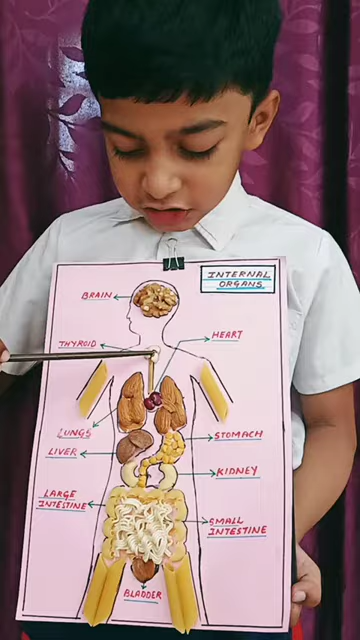 INTERNAL
ORGANS
BRAIN
THYROID
HEART
LUNGS
LIVER
STOMACH
KIDNEY
LARGE
INTESTINE
SMALL
INTESTINE
BLADDER